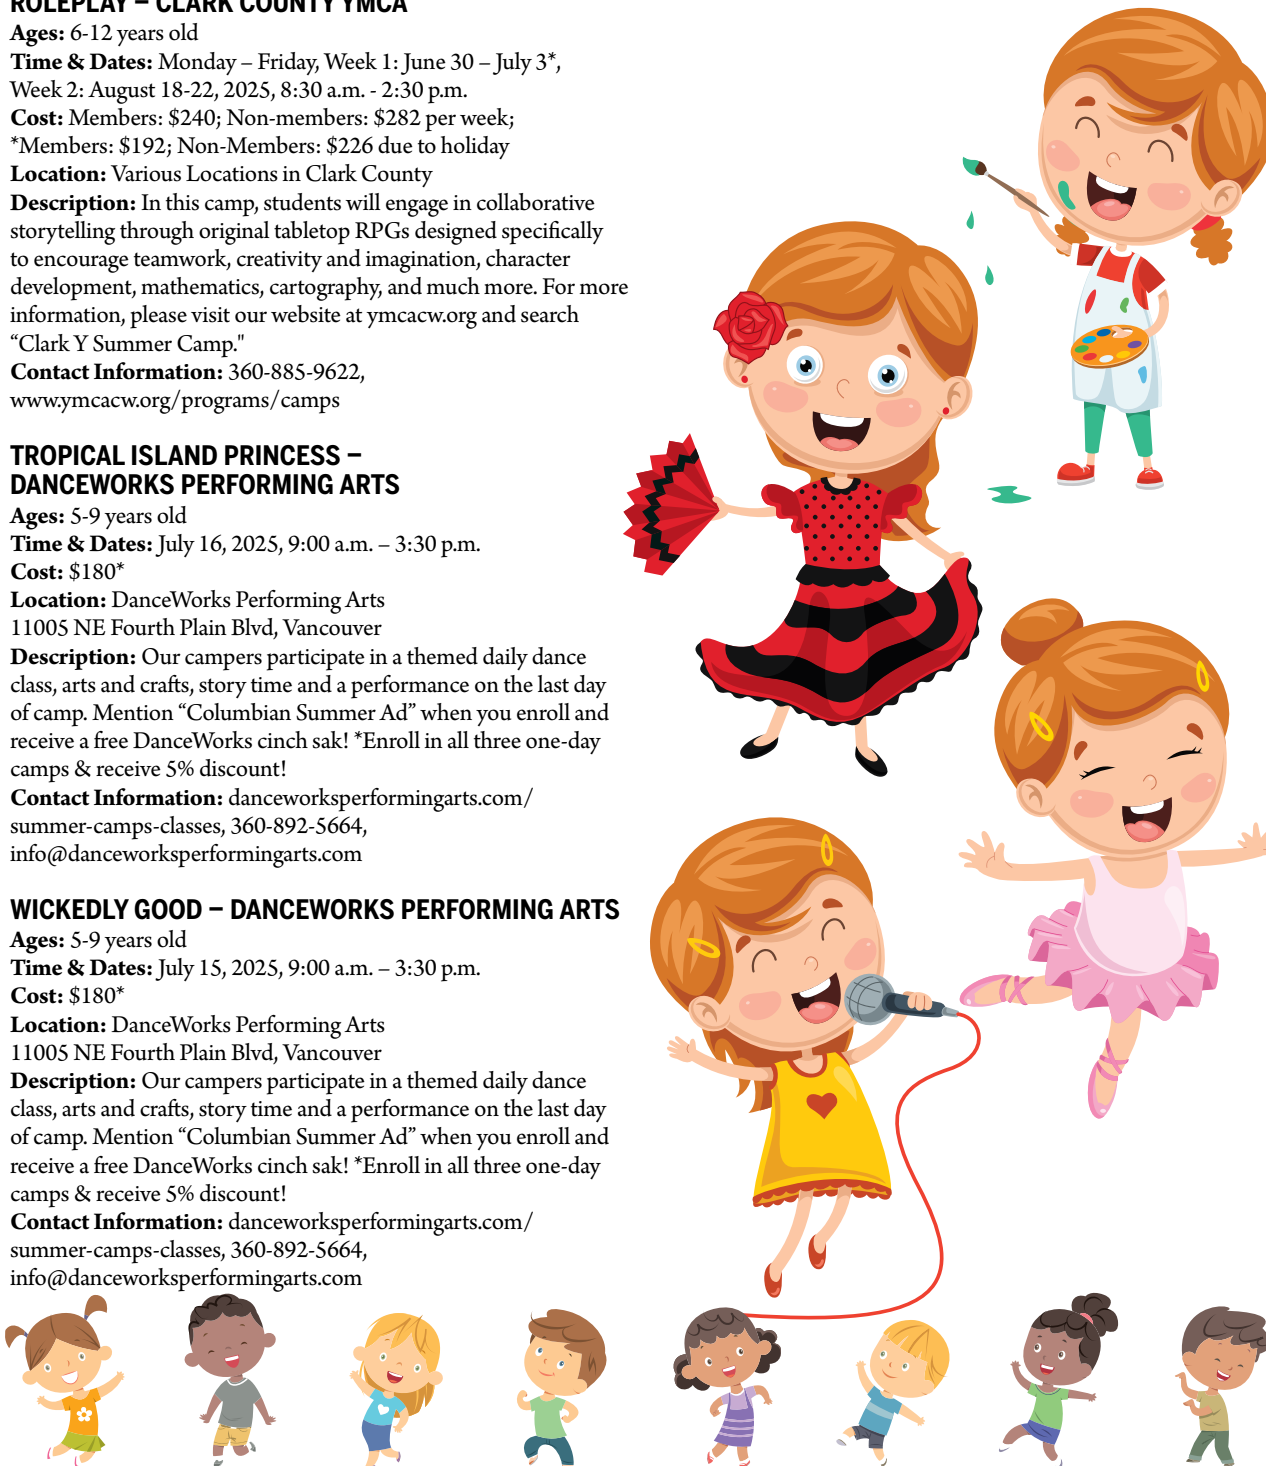 ROLEPLAY – CLARK COUNTY YMCA
Ages: 6-12 years old
Time & Dates: Monday – Friday, Week 1: June 30 – July 3*,
Week 2: August 18-22, 2025, 8:30 a.m. - 2:30 p.m.
Cost: Members: $240; Non-members: $282 per week;
*Members: $192; Non-Members: $226 due to holiday
Location: Various Locations in Clark County
Description: In this camp, students will engage in collaborative
storytelling through original tabletop RPGs designed specifically
to encourage teamwork, creativity and imagination, character
development, mathematics, cartography, and much more. For more
information, please visit our website at ymcacw.org and search
“Clark Y Summer Camp."
Contact Information: 360-885-9622,
www.ymcacw.org/programs/camps
TROPICAL ISLAND PRINCESS –
DANCEWORKS PERFORMING ARTS
Ages: 5-9 years old
Time & Dates: July 16, 2025, 9:00 a.m. – 3:30 p.m.
Cost: $180*
Location: DanceWorks Performing Arts
11005 NE Fourth Plain Blvd, Vancouver
Description: Our campers participate in a themed daily dance
class, arts and crafts, story time and a performance on the last day
of camp. Mention “Columbian Summer Ad” when you enroll and
receive a free DanceWorks cinch sak! *Enroll in all three one-day
camps & receive 5% discount!
Contact Information: danceworksperformingarts.com/
summer-camps-classes, 360-892-5664,
info@danceworksperformingarts.com
WICKEDLY GOOD – DANCEWORKS PERFORMING ARTS
Ages: 5-9 years old
Time & Dates: July 15, 2025, 9:00 a.m. – 3:30 p.m.
Cost: $180*
Location: DanceWorks Performing Arts
11005 NE Fourth Plain Blvd, Vancouver
Description: Our campers participate in a themed daily dance
class, arts and crafts, story time and a performance on the last day
of camp. Mention “Columbian Summer Ad” when you enroll and
receive a free DanceWorks cinch sak! *Enroll in all three one-day
camps & receive 5% discount!
Contact Information: danceworksperformingarts.com/
summer-camps-classes, 360-892-5664,
info@danceworksperformingarts.com